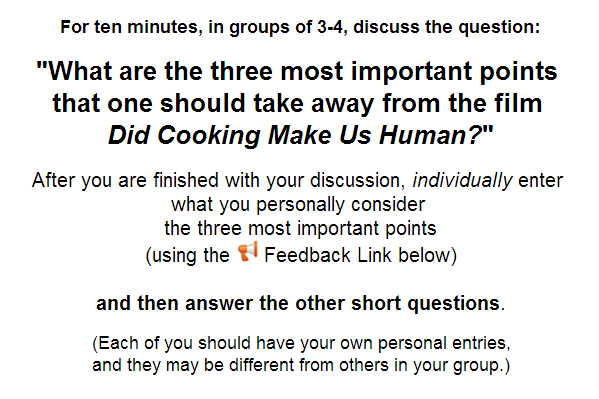 For ten minutes, in groups of 3-4, discuss the question:
"What are the three most important points
that one should take away from the film
Did Cooking Make Us Human?"
After you are finished with your discussion, individually enter
what you personally consider
the three most important points
(using the Feedback Link below)
and then answer the other short questions.
(Each of you should have your own personal entries,
and they may be different from others in your group.)